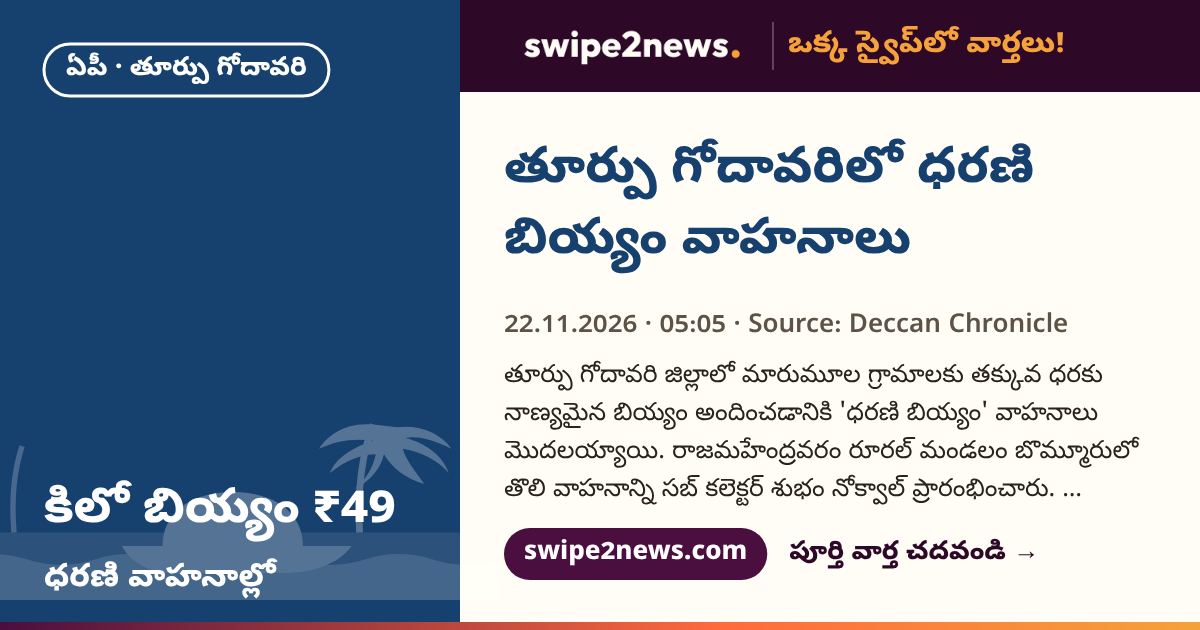 ఏపీ · తూర్పు గోదావరి
కిలో బియ్యం ₹49
ధరణి వాహనాల్లో
swipe2news. ఒక్క స్వైప్‌లో వార్తలు!
తూర్పు గోదావరిలో ధరణి
బియ్యం వాహనాలు
22.11.2026 · 05:05 · Source: Deccan Chronicle
తూర్పు గోదావరి జిల్లాలో మారుమూల గ్రామాలకు తక్కువ ధరకు
నాణ్యమైన బియ్యం అందించడానికి 'ధరణి బియ్యం' వాహనాలు
మొదలయ్యాయి. రాజమహేంద్రవరం రూరల్ మండలం బొమ్మూరులో
తొలి వాహనాన్ని సబ్ కలెక్టర్ శుభం నోక్వాల్ ప్రారంభించారు. ...
swipe2news.com పూర్తి వార్త చదవండి →